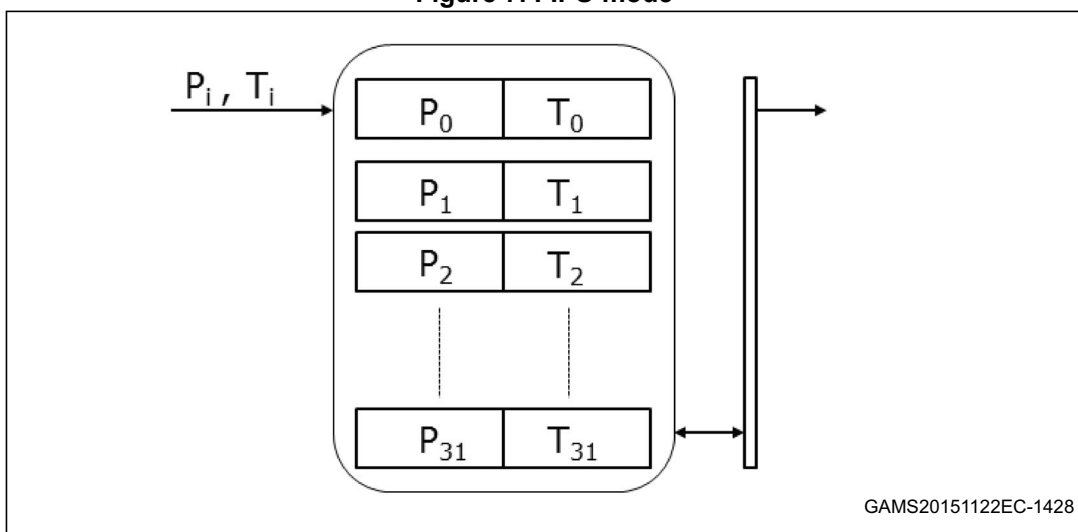 P₀ T₀
Pᵢ , Tᵢ
P₁ T₁
P₂ T₂
P₃₁ T₃₁
GAMS20151122EC-1428